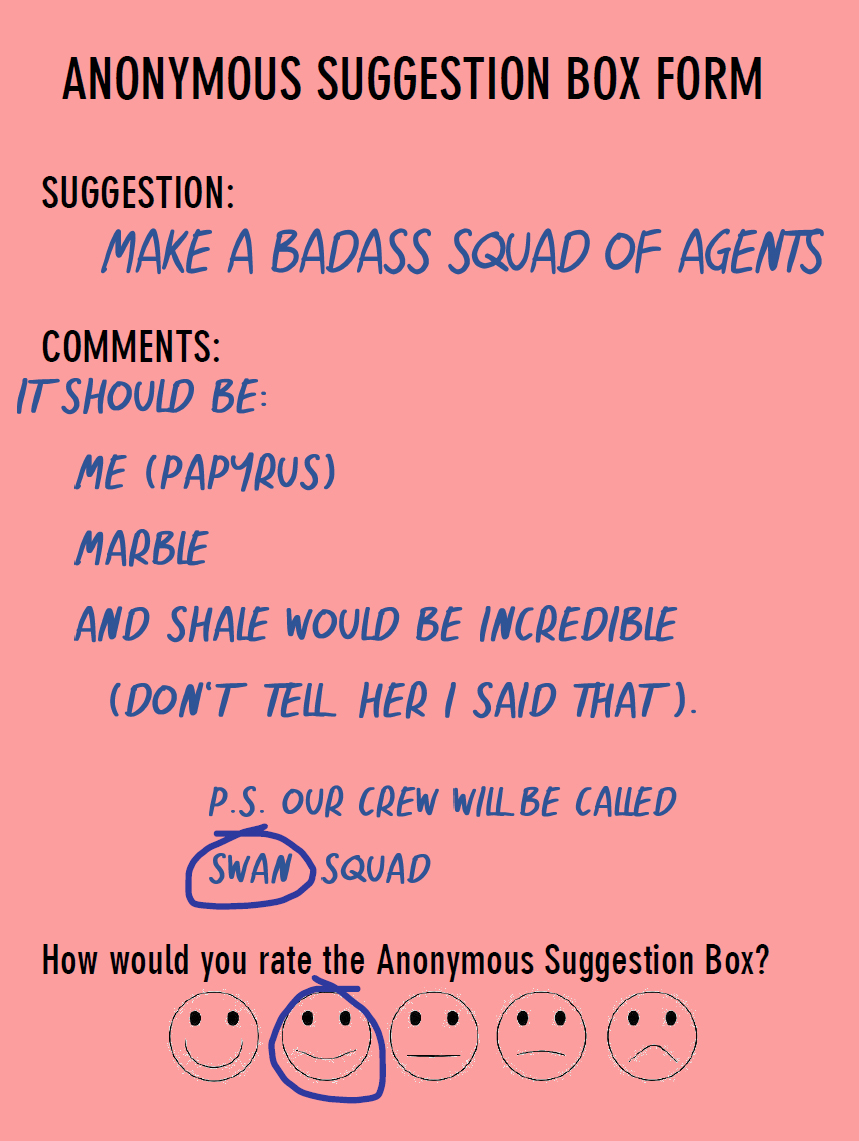 ANONYMOUS SUGGESTION BOX FORM
SUGGESTION:
MAKE A BADASS SQUAD OF AGENTS
COMMENTS:
IT SHOULD BE:
ME (PAPYRUS)
MARBLE
AND SHALE WOULD BE INCREDIBLE
(DON'T TELL HER I SAID THAT).
P.S. OUR CREW WILL BE CALLED
SWAN SQUAD
How would you rate the Anonymous Suggestion Box?